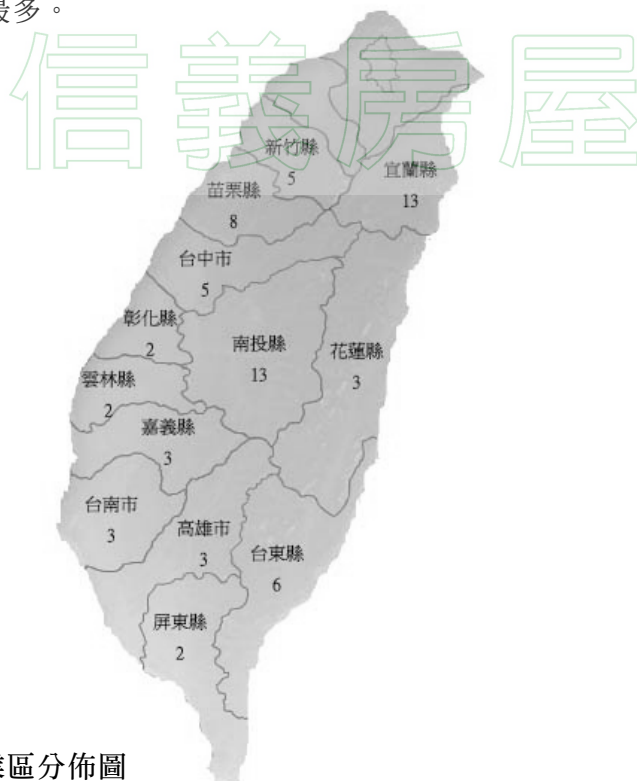 最多。
信義房屋
新竹縣
5
宜蘭縣
13
苗栗縣
8
台中市
5
彰化縣
2
南投縣
13
花蓮縣
3
雲林縣
2
嘉義縣
3
台南市
3
高雄市
3
台東縣
6
屏東縣
2
區分佈圖